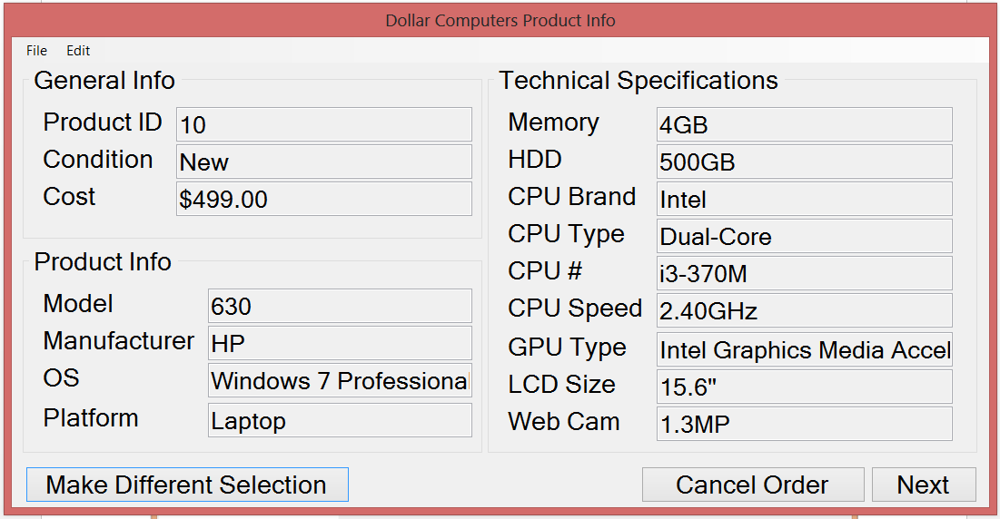 Dollar Computers Product Info
File Edit
General Info
Product ID 10
Condition New
Cost $499.00
Product Info
Model 630
Manufacturer HP
OS Windows 7 Professional
Platform Laptop
Technical Specifications
Memory 4GB
HDD 500GB
CPU Brand Intel
CPU Type Dual-Core
CPU # i3-370M
CPU Speed 2.40GHz
GPU Type Intel Graphics Media Accel
LCD Size 15.6"
Web Cam 1.3MP
Make Different Selection
Cancel Order
Next